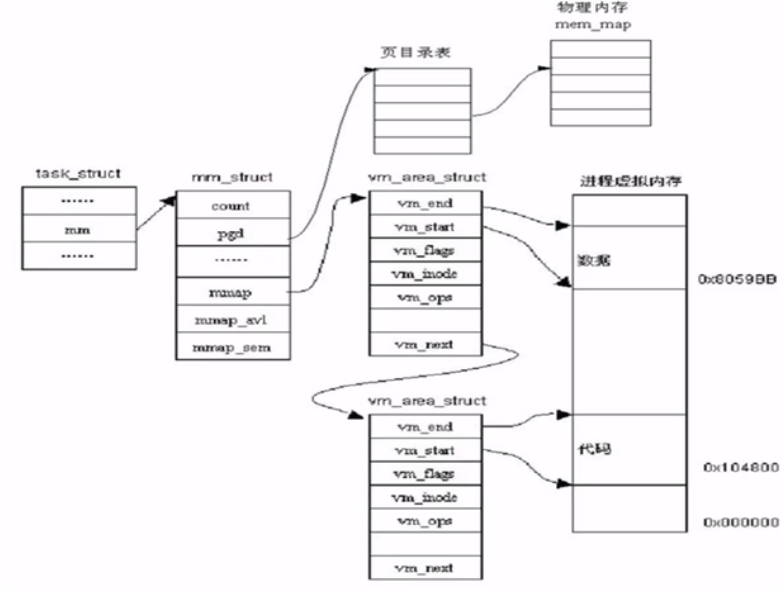 物理内存
mem_map
页目录表
task_struct
······
mm
······
mm_struct
count
pgd
······
mmap
mmap_avl
mmap_sem
vm_area_struct
vm_end
vm_start
vm_flags
vm_inode
vm_ops
vm_next
vm_area_struct
vm_end
vm_start
vm_flags
vm_inode
vm_ops
vm_next
进程虚拟内存
数据
0x8059BB
代码
0x104800
0x000000